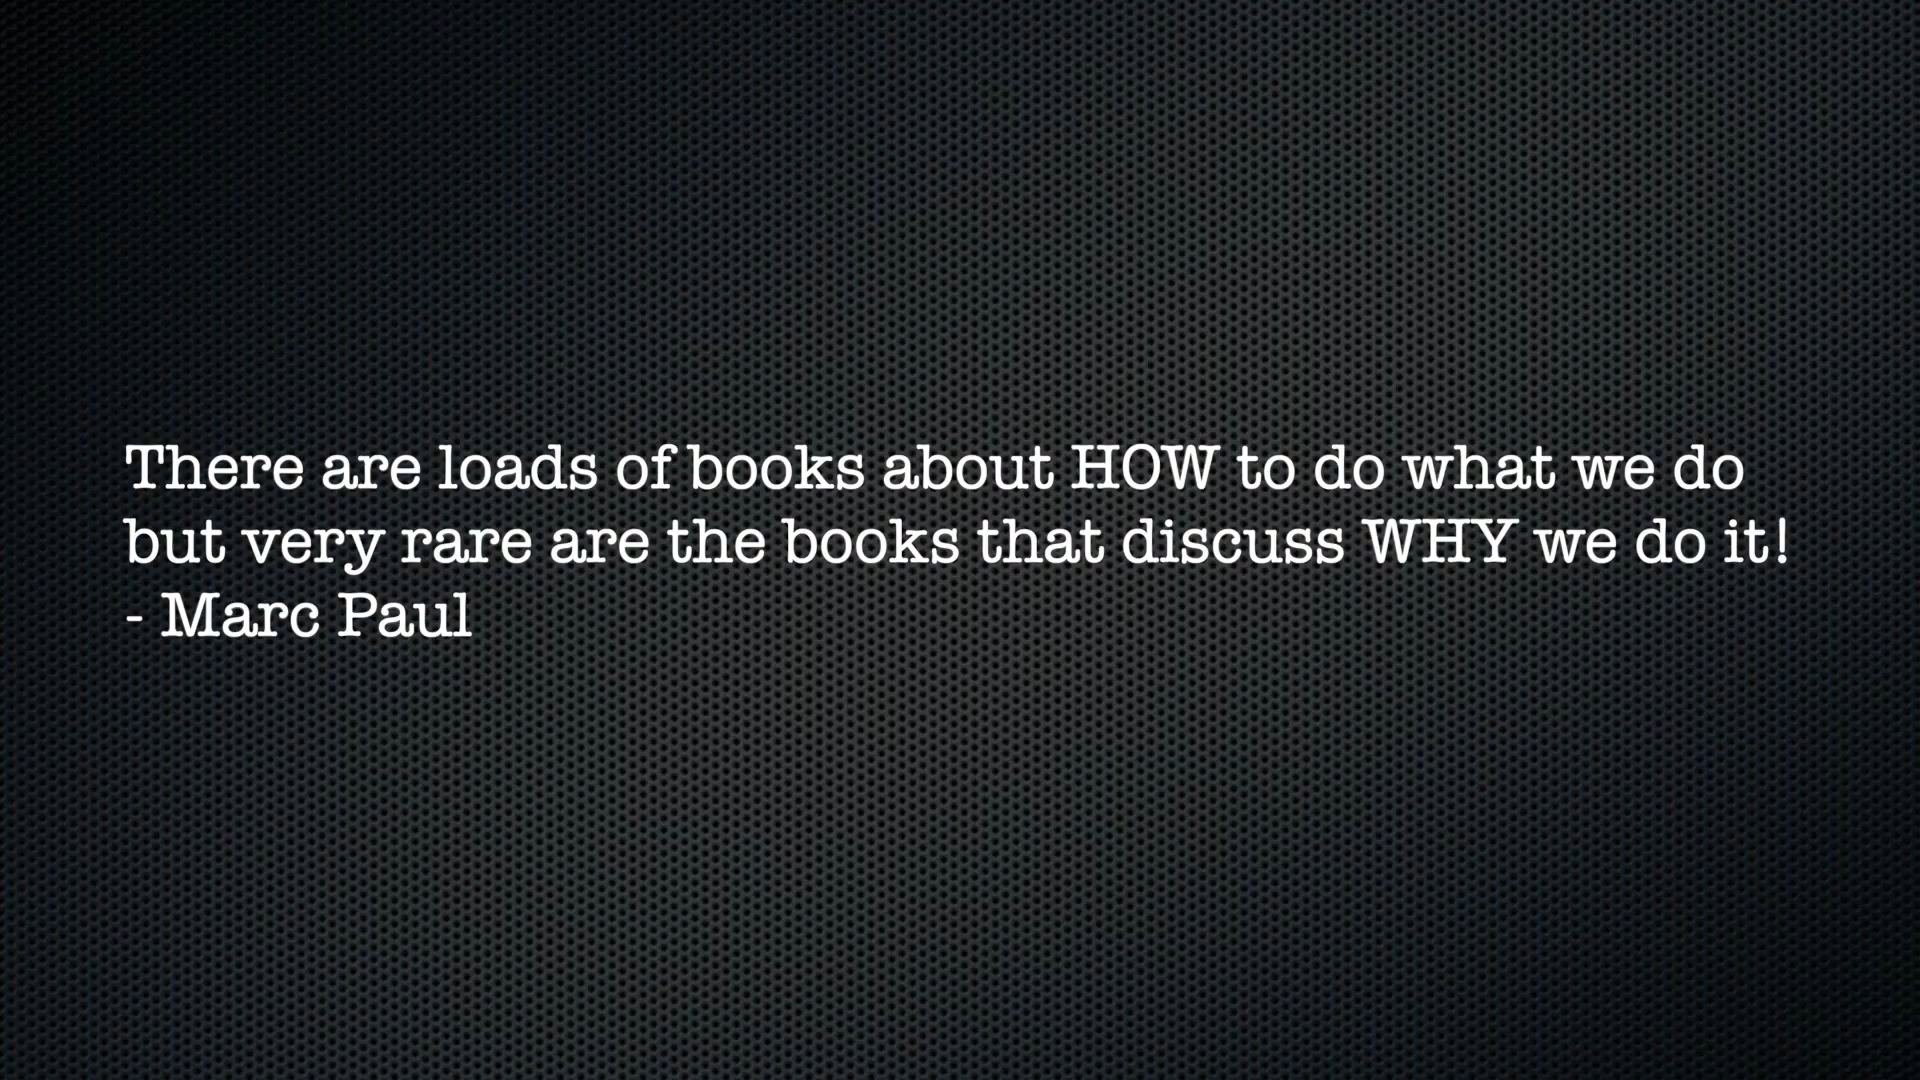 There are loads of books about HOW to do what we do
but very rare are the books that discuss WHY we do it!
- Marc Paul